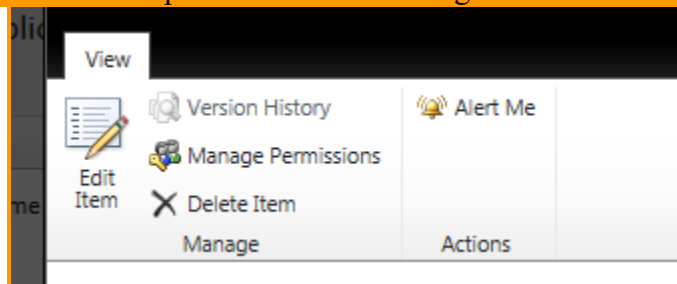 View
Edit
Item
Version History
Manage Permissions
Delete Item
Manage
Alert Me
Actions